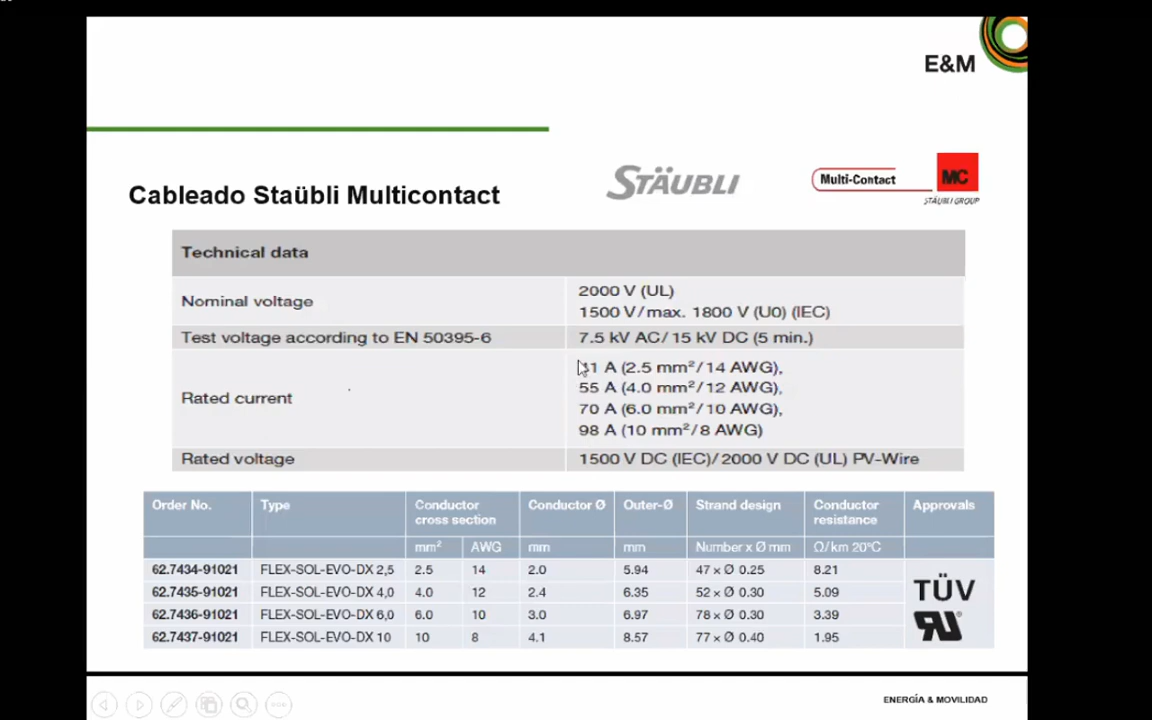 E&M
Cableado Staübli Multicontact
STÄUBLI
Multi-Contact
MC
STÄUBLI GROUP
Technical data
Nominal voltage
2000 V (UL)
1500 V/max. 1800 V (U0) (IEC)
Test voltage according to EN 50395-6
7.5 kV AC/15 kV DC (5 min.)
Rated current
A (2.5 mm²/14 AWG),
55 A (4.0 mm²/12 AWG),
70 A (6.0 mm²/10 AWG),
98 A (10 mm²/8 AWG)
Rated voltage
1500 V DC (IEC)/2000 V DC (UL) PV-Wire
Order No. Type Conductor cross section Conductor Ø Outer-Ø Strand design Conductor resistance Approvals
mm² AWG mm mm Number x Ø mm Ω/km 20°C
62.7434-91021 FLEX-SOL-EVO-DX 2,5 2.5 14 2.0 5.94 47 x Ø 0.25 8.21
62.7435-91021 FLEX-SOL-EVO-DX 4,0 4.0 12 2.4 6.35 52 x Ø 0.30 5.09
62.7436-91021 FLEX-SOL-EVO-DX 6,0 6.0 10 3.0 6.97 78 x Ø 0.30 3.39
62.7437-91021 FLEX-SOL-EVO-DX 10 10 8 4.1 8.57 77 x Ø 0.40 1.95
TÜV
ENERGÍA & MOVILIDAD